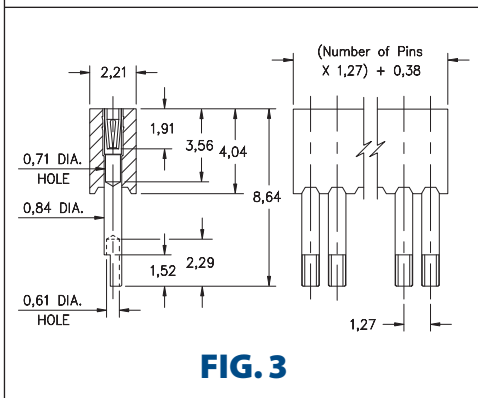 2,21
(Number of Pins
X 1,27) + 0,38
1,91
3,56
4,04
8,64
0,71 DIA.
HOLE
0,84 DIA.
2,29
1,52
0,61 DIA.
HOLE
1,27
FIG. 3